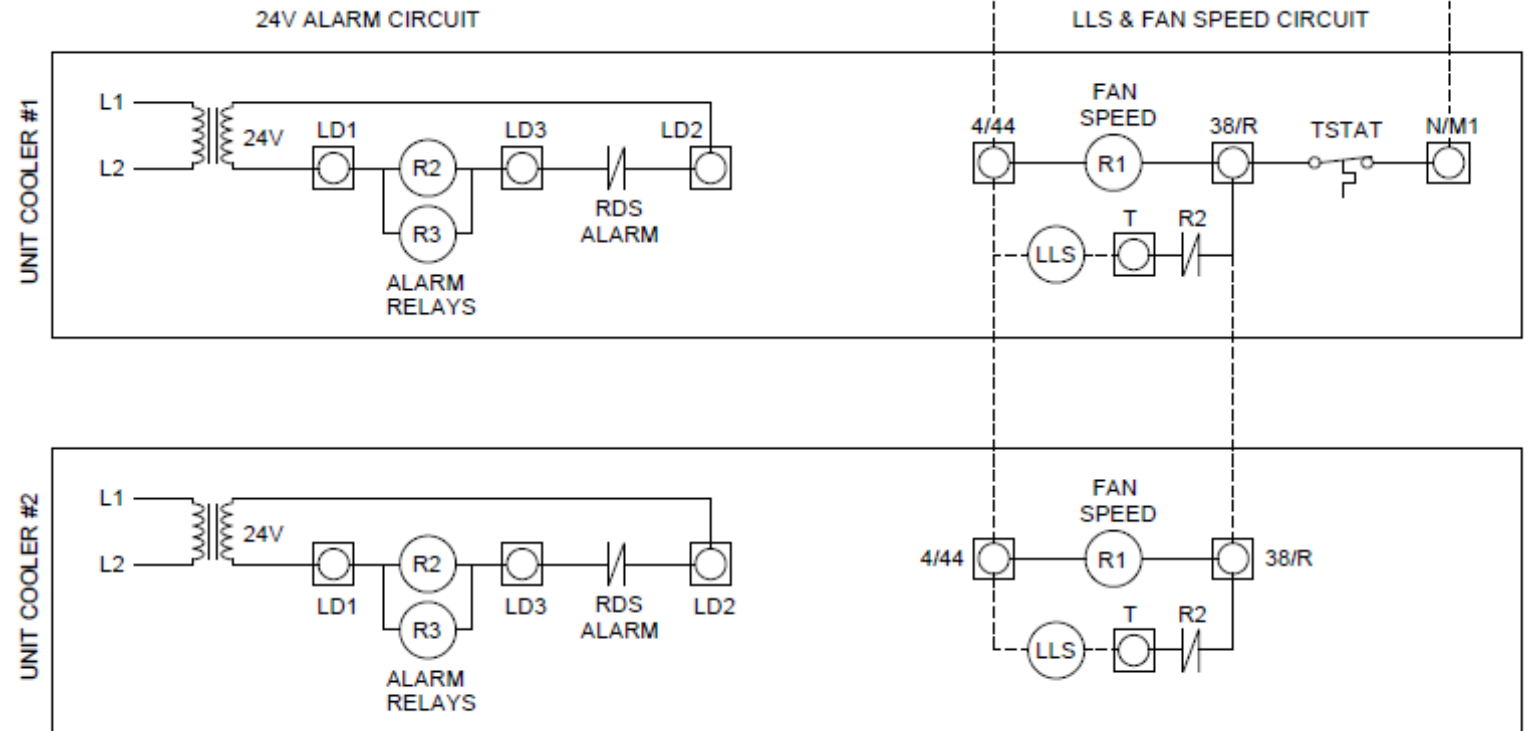 24V ALARM CIRCUIT
LLS & FAN SPEED CIRCUIT
UNIT COOLER #1
L1
L2
24V
LD1
R2
R3
ALARM
RELAYS
LD3
RDS
ALARM
LD2
4/44
FAN
SPEED
R1
38/R
TSTAT
N/M1
LLS
T
R2
UNIT COOLER #2
L1
L2
24V
LD1
R2
R3
ALARM
RELAYS
LD3
RDS
ALARM
LD2
4/44
FAN
SPEED
R1
38/R
LLS
T
R2